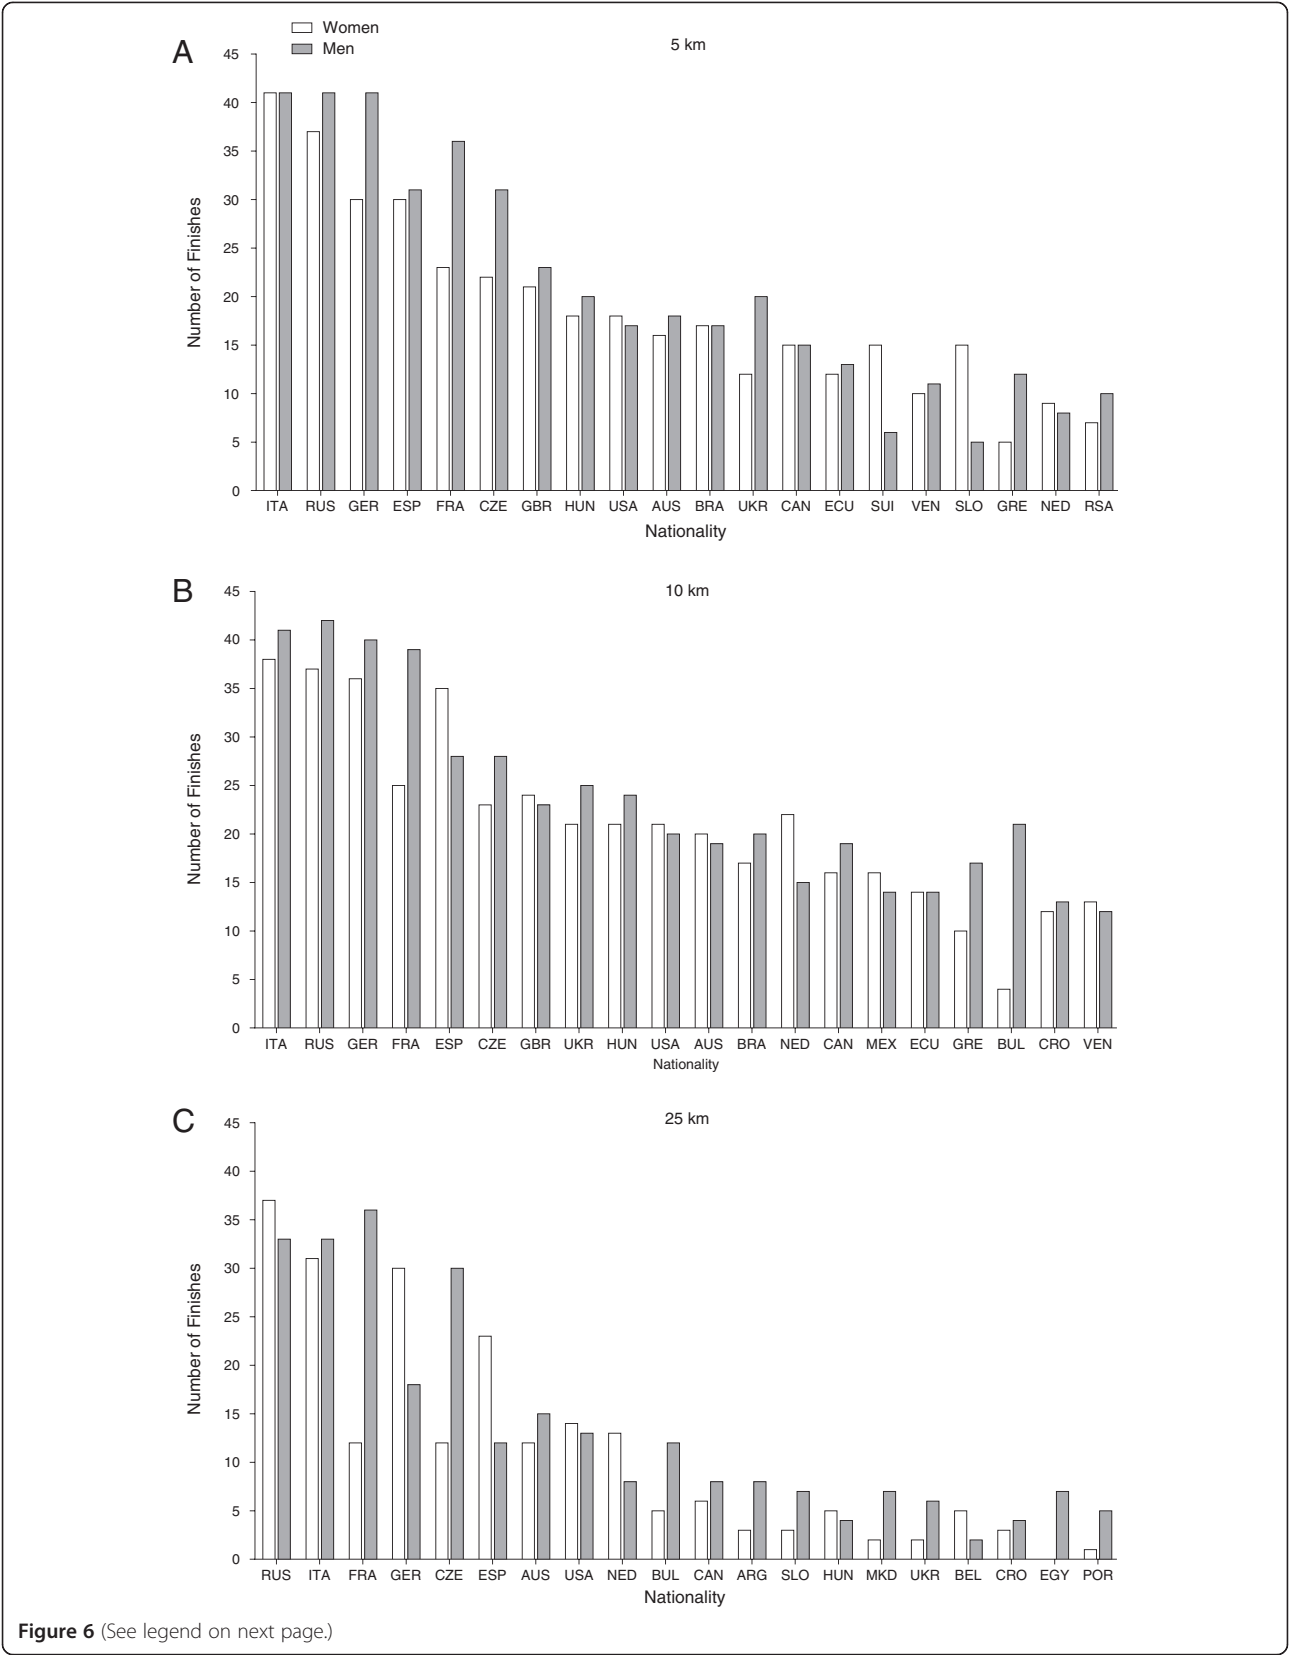 Women
Men
A
5 km
45
40
35
30
25
20
15
10
5
0
Number of Finishes
ITA RUS GER ESP FRA CZE GBR HUN USA AUS BRA UKR CAN ECU SUI VEN SLO GRE NED RSA
Nationality
B
10 km
45
40
35
30
25
20
15
10
5
0
Number of Finishes
ITA RUS GER FRA ESP CZE GBR UKR HUN USA AUS BRA NED CAN MEX ECU GRE BUL CRO VEN
Nationality
C
25 km
45
40
35
30
25
20
15
10
5
0
Number of Finishes
RUS ITA FRA GER CZE ESP AUS USA NED BUL CAN ARG SLO HUN MKD UKR BEL CRO EGY POR
Nationality
Figure 6 (See legend on next page.)